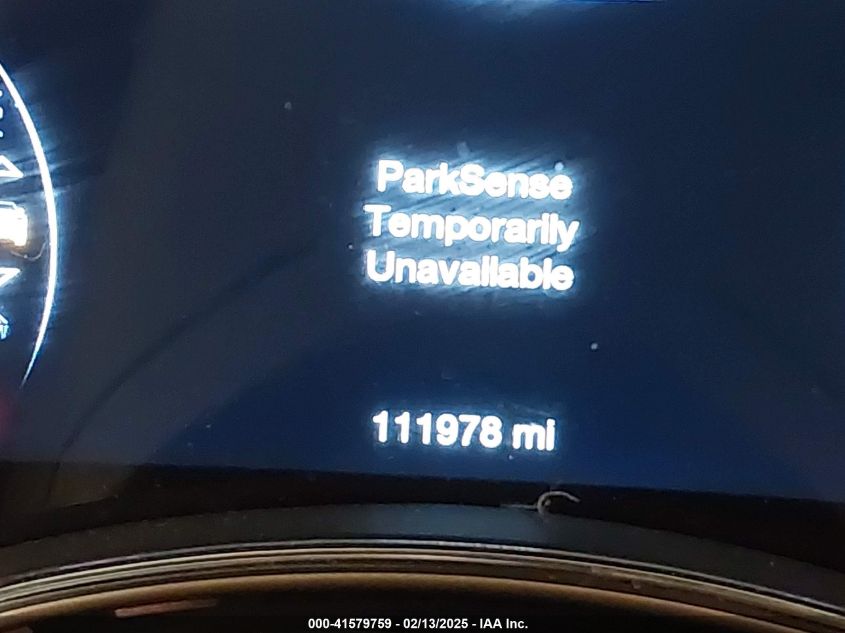 ParkSense
Temporarily
Unavailable
111978 mi
000-41579759 - 02/13/2025 - IAA Inc.